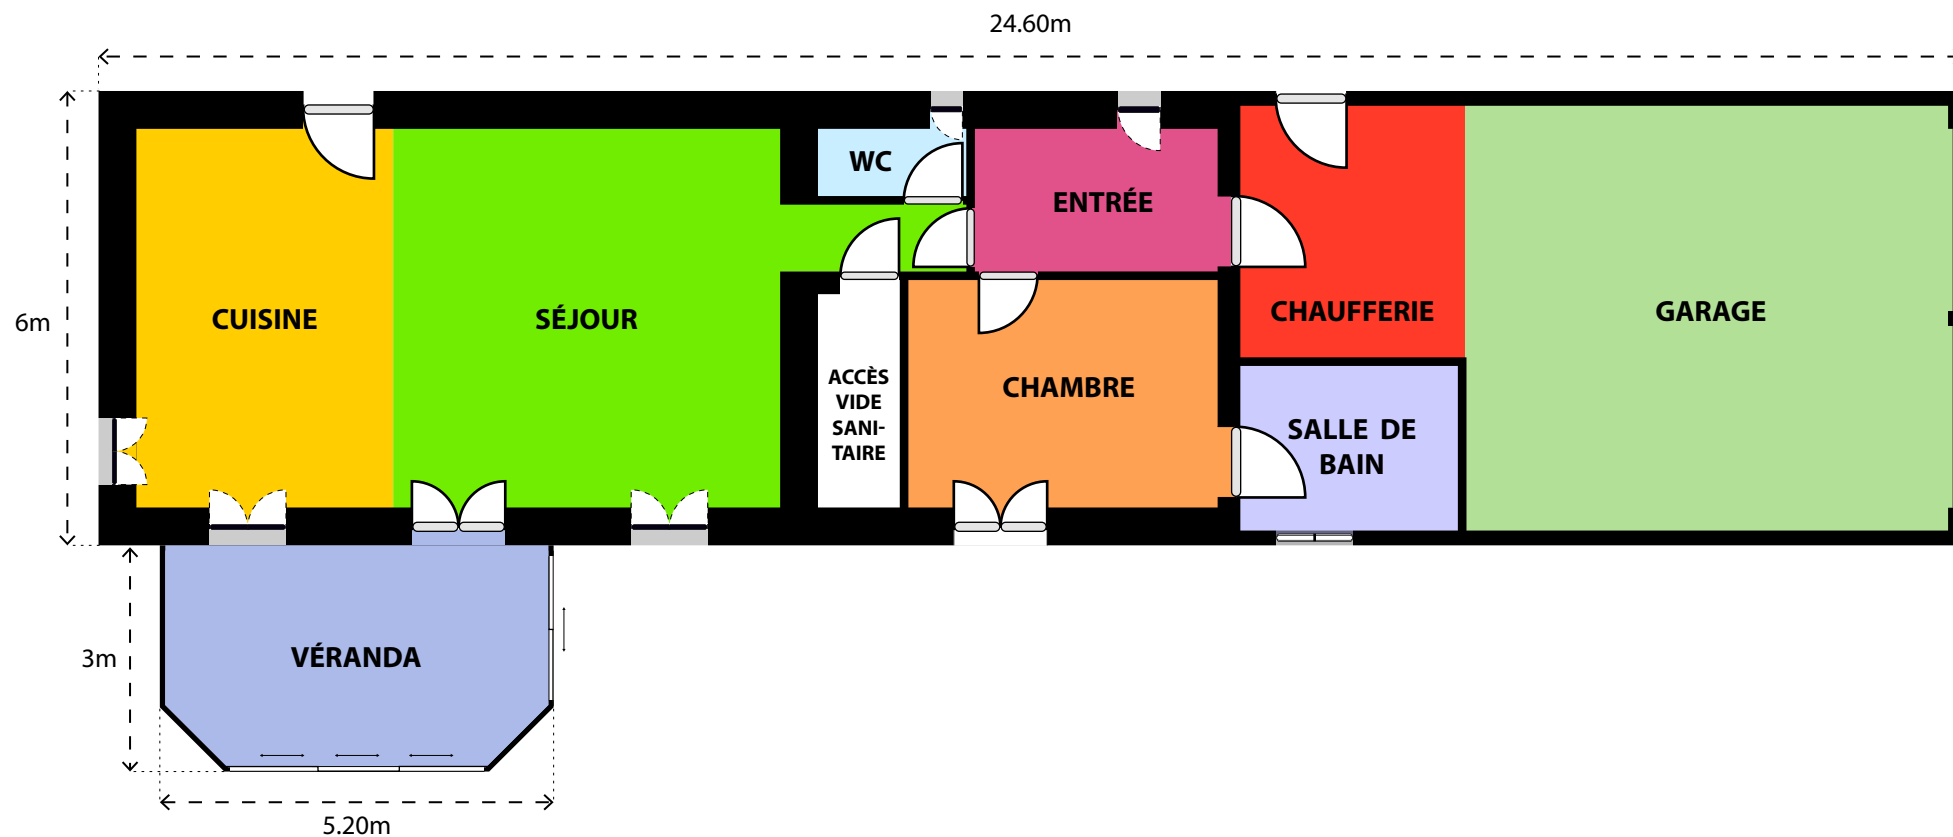 24.60m
6m
WC
ENTRÉE
CUISINE
SÉJOUR
CHAUFFERIE
GARAGE
ACCÈS
VIDE
SANI-
TAIRE
CHAMBRE
SALLE DE
BAIN
VÉRANDA
3m
5.20m